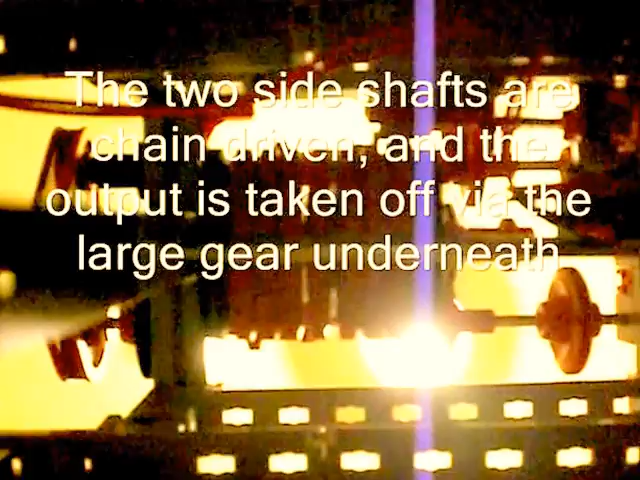 The two side shafts are
chain driven, and the
output is taken off via the
large gear underneath